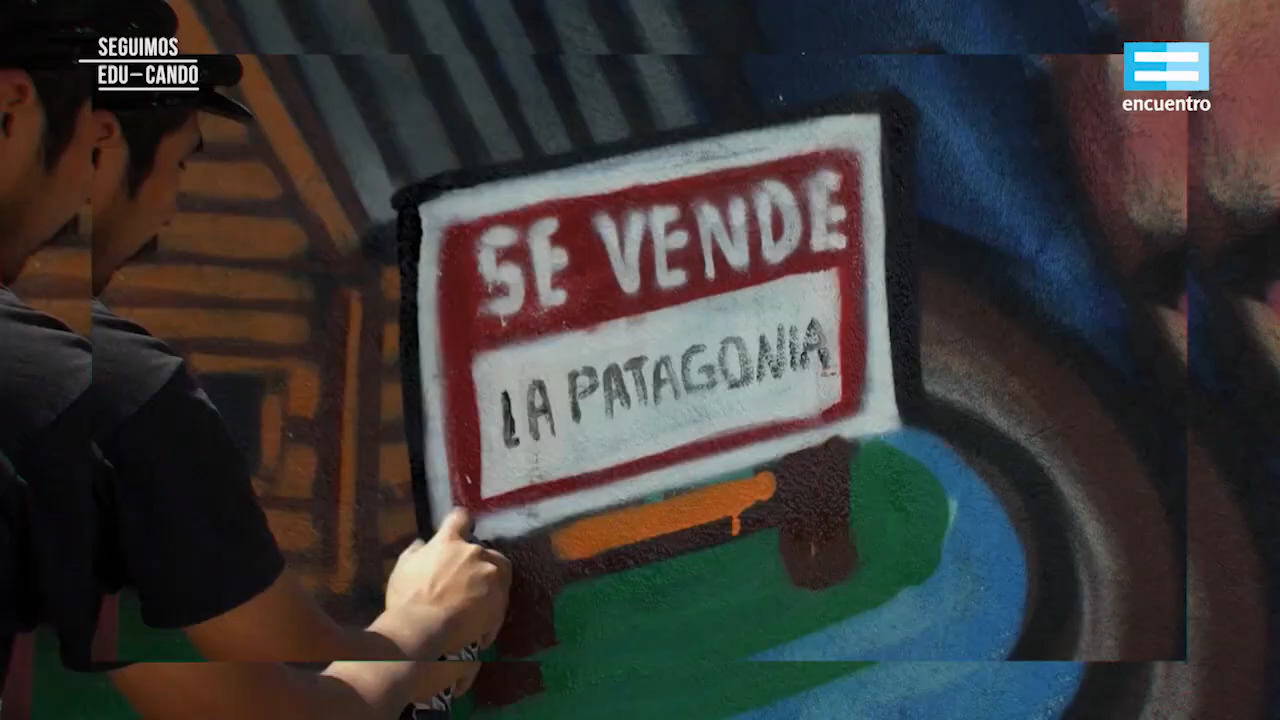 SEGUIMOS
EDU–CANDO
encuentro
SE VENDE
LA PATAGONIA